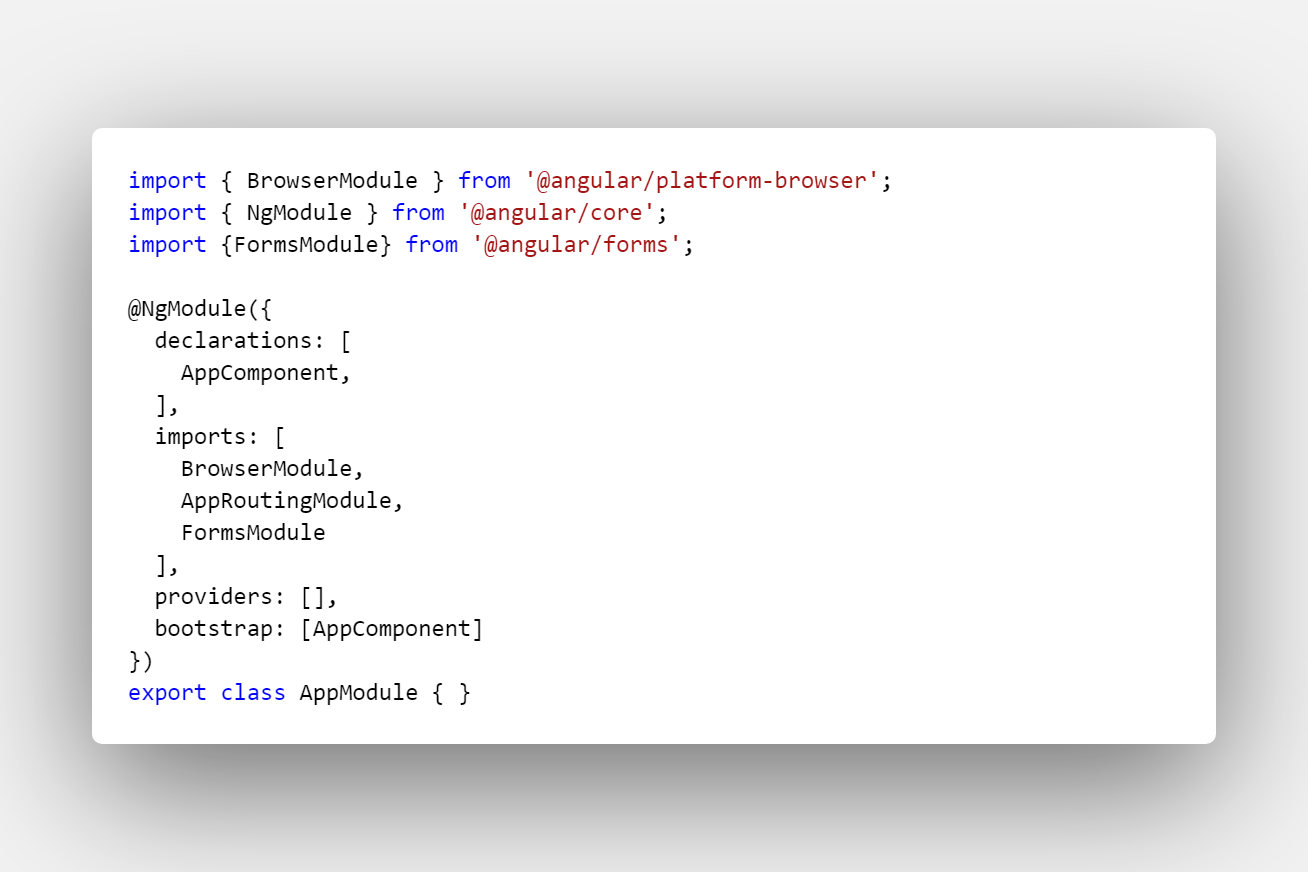 import { BrowserModule } from '@angular/platform-browser';
import { NgModule } from '@angular/core';
import {FormsModule} from '@angular/forms';

@NgModule({
  declarations: [
    AppComponent,
  ],
  imports: [
    BrowserModule,
    AppRoutingModule,
    FormsModule
  ],
  providers: [],
  bootstrap: [AppComponent]
})
export class AppModule { }